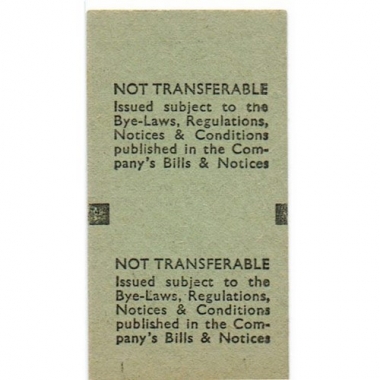 NOT TRANSFERABLE
Issued subject to the
Bye-Laws, Regulations,
Notices & Conditions
published in the Com-
pany's Bills & Notices
NOT TRANSFERABLE
Issued subject to the
Bye-Laws, Regulations,
Notices & Conditions
published in the Com-
pany's Bills & Notices